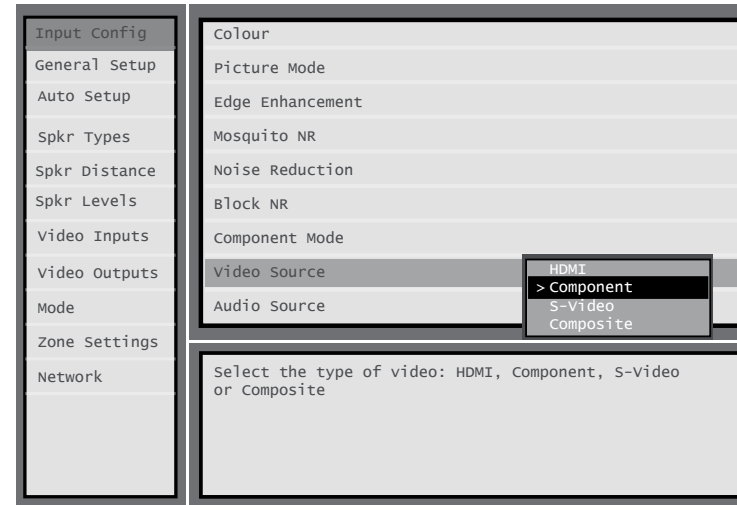 Input Config
General Setup
Auto Setup
Spkr Types
Spkr Distance
Spkr Levels
Video Inputs
Video Outputs
Mode
Zone Settings
Network
Colour
Picture Mode
Edge Enhancement
Mosquito NR
Noise Reduction
Block NR
Component Mode
Video Source
Audio Source
HDMI
> Component
S-Video
Composite
Select the type of video: HDMI, Component, S-Video
or Composite